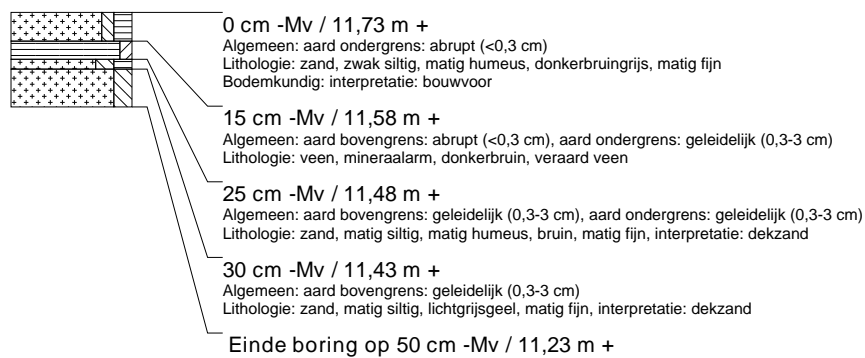 0 cm -Mv / 11,73 m +
Algemeen: aard ondergrens: abrupt (<0,3 cm)
Lithologie: zand, zwak siltig, matig humeus, donkerbruingrijs, matig fijn
Bodemkundig: interpretatie: bouwvoor
15 cm -Mv / 11,58 m +
Algemeen: aard bovengrens: abrupt (<0,3 cm), aard ondergrens: geleidelijk (0,3-3 cm)
Lithologie: veen, mineraalarm, donkerbruin, veraard veen
25 cm -Mv / 11,48 m +
Algemeen: aard bovengrens: geleidelijk (0,3-3 cm), aard ondergrens: geleidelijk (0,3-3 cm)
Lithologie: zand, matig siltig, matig humeus, bruin, matig fijn, interpretatie: dekzand
30 cm -Mv / 11,43 m +
Algemeen: aard bovengrens: geleidelijk (0,3-3 cm)
Lithologie: zand, matig siltig, lichtgrijsgeel, matig fijn, interpretatie: dekzand
Einde boring op 50 cm -Mv / 11,23 m +